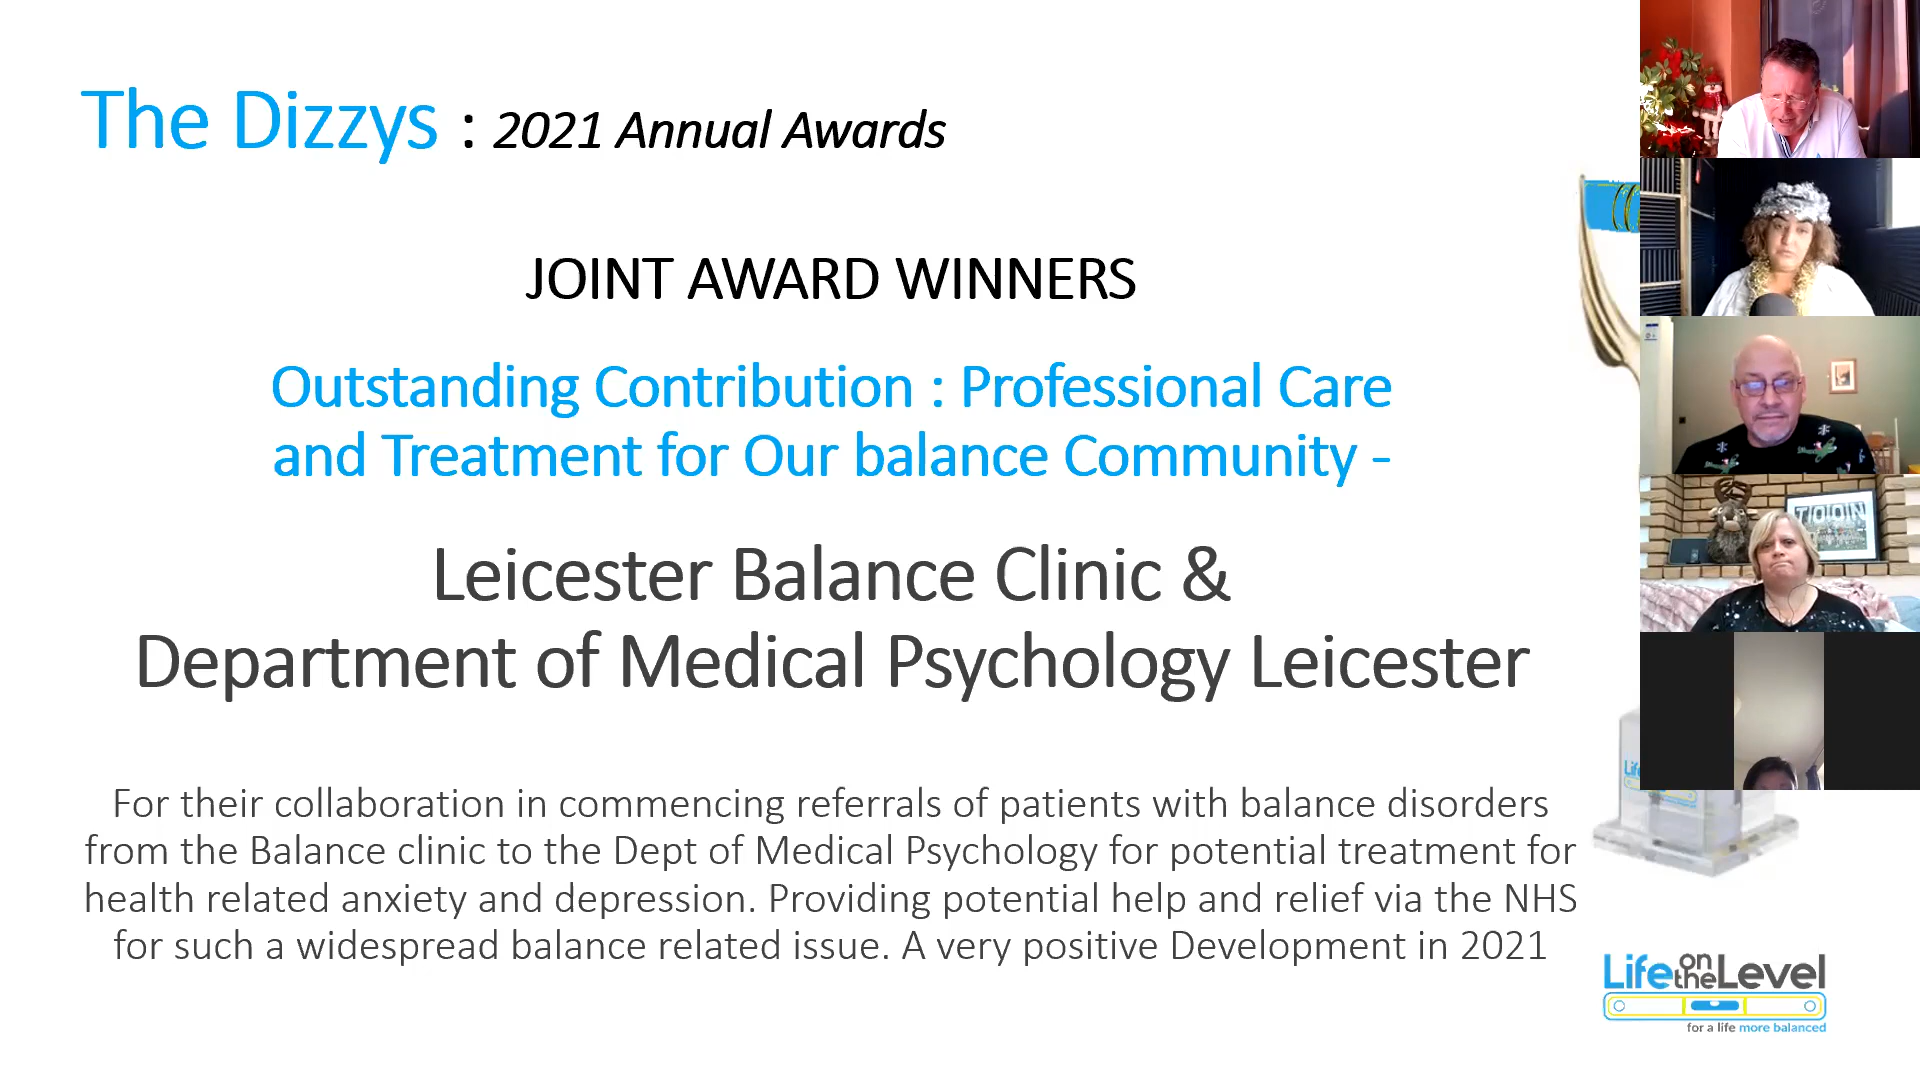 The Dizzys : 2021 Annual Awards
JOINT AWARD WINNERS
Outstanding Contribution : Professional Care
and Treatment for Our balance Community -
Leicester Balance Clinic &
Department of Medical Psychology Leicester
For their collaboration in commencing referrals of patients with balance disorders
from the Balance clinic to the Dept of Medical Psychology for potential treatment for
health related anxiety and depression. Providing potential help and relief via the NHS
for such a widespread balance related issue. A very positive Development in 2021
TOON
Life on the Level
for a life more balanced